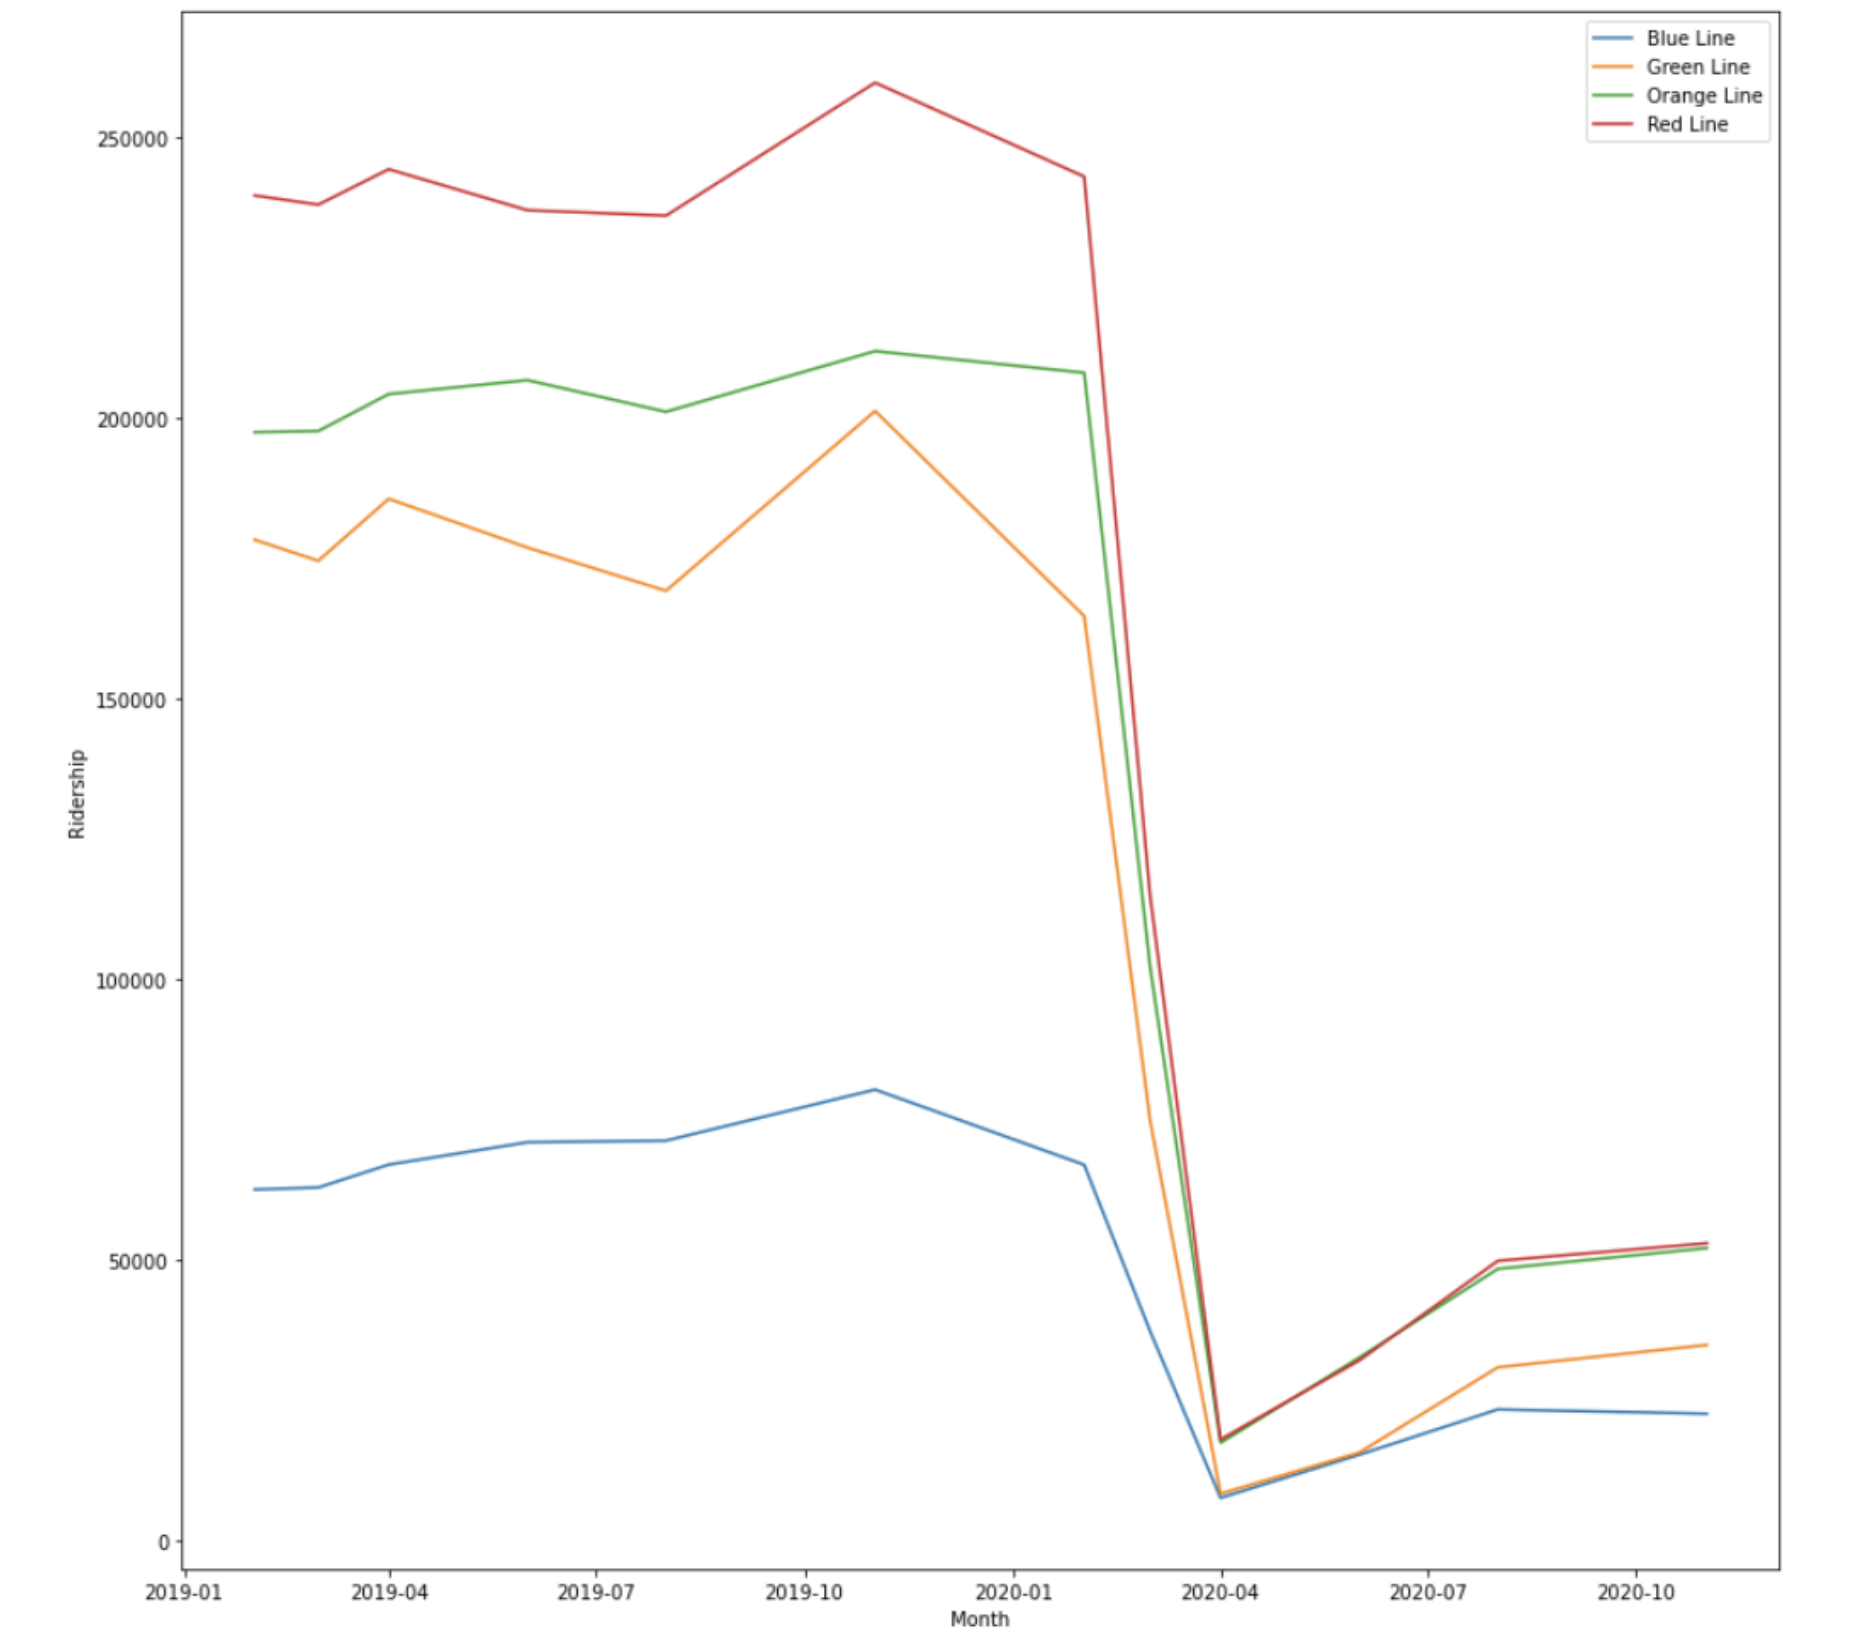 Blue Line
Green Line
Orange Line
Red Line
250000
200000
150000
100000
50000
0
Ridership
2019-01 2019-04 2019-07 2019-10 2020-01 2020-04 2020-07 2020-10
Month